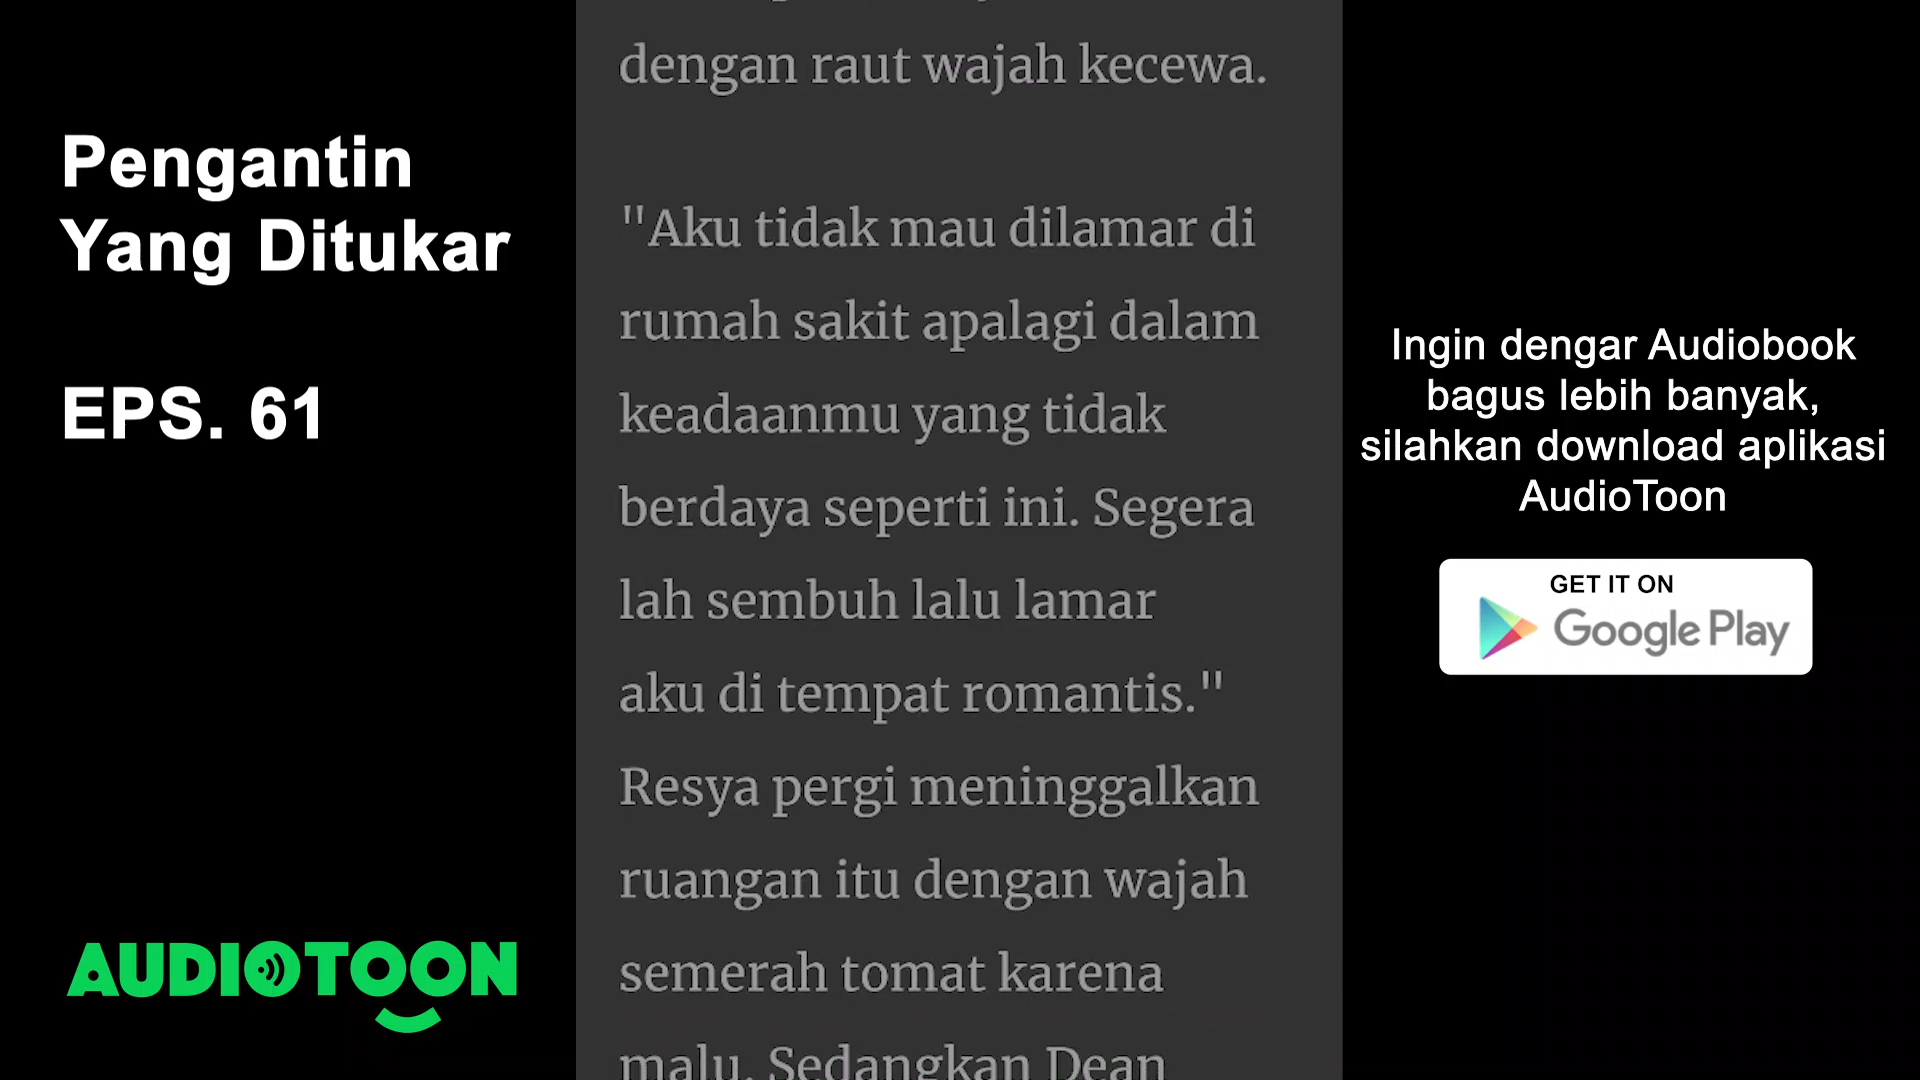 Pengantin
Yang Ditukar
EPS. 61
AUDIOTOON
dengan raut wajah kecewa.
"Aku tidak mau dilamar di
rumah sakit apalagi dalam
keadaanmu yang tidak
berdaya seperti ini. Segera
lah sembuh lalu lamar
aku di tempat romantis."
Resya pergi meninggalkan
ruangan itu dengan wajah
semerah tomat karena
malu. Sedangkan Dean
Ingin dengar Audiobook
bagus lebih banyak,
silahkan download aplikasi
AudioToon
GET IT ON
Google Play